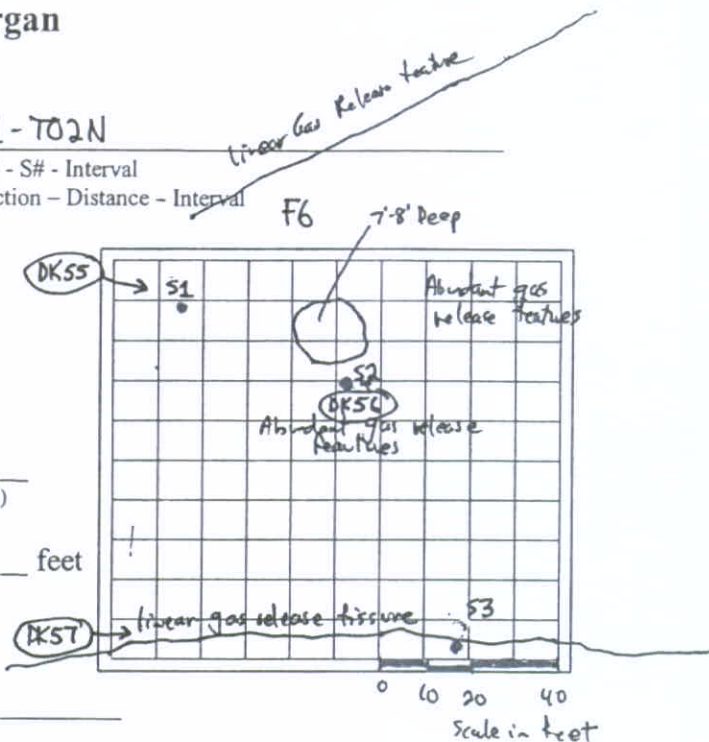 rgan
Linear Gas Release feature
- T02N
- S# - Interval
ction – Distance – Interval
F6
7'-8' Deep
DK55
S1
Abundant gas
release features
S2
DK56
Abundant gas release
features
)
feet
S3
linear gas release fissure
DK57
0 10 20 40
Scale in feet